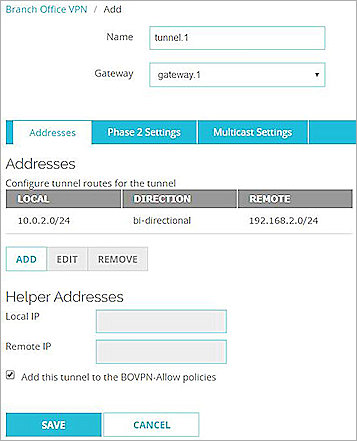 Branch Office VPN / Add
Name tunnel.1
Gateway gateway.1
Addresses Phase 2 Settings Multicast Settings
Addresses
Configure tunnel routes for the tunnel
LOCAL DIRECTION REMOTE
10.0.2.0/24 bi-directional 192.168.2.0/24
ADD EDIT REMOVE
Helper Addresses
Local IP
Remote IP
Add this tunnel to the BOVPN-Allow policies
SAVE CANCEL